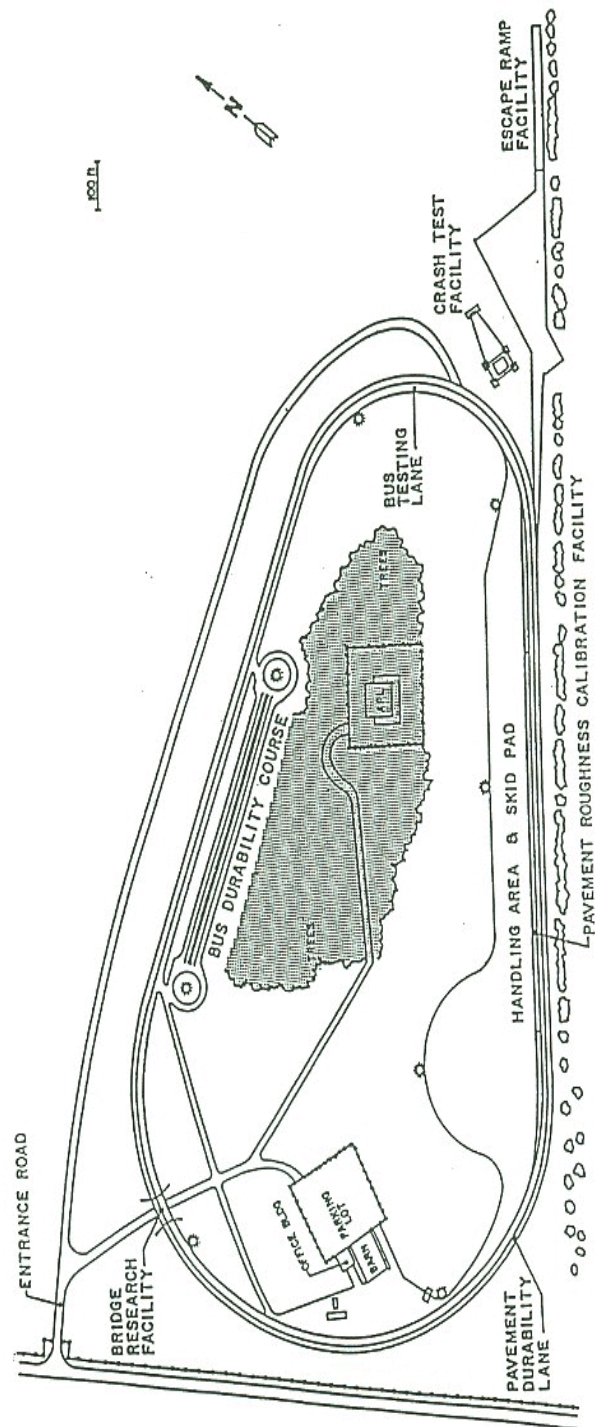 ENTRANCE ROAD
BRIDGE
RESEARCH
FACILITY
OFFICE BLDG
PARKING
LOT
BARN
PAVEMENT
DURABILITY
LANE
BUS DURABILITY COURSE
TREES
TREES
APL
HANDLING AREA & SKID PAD
PAVEMENT ROUGHNESS CALIBRATION FACILITY
BUS
TESTING
LANE
CRASH TEST
FACILITY
ESCAPE RAMP
FACILITY
100 ft
N